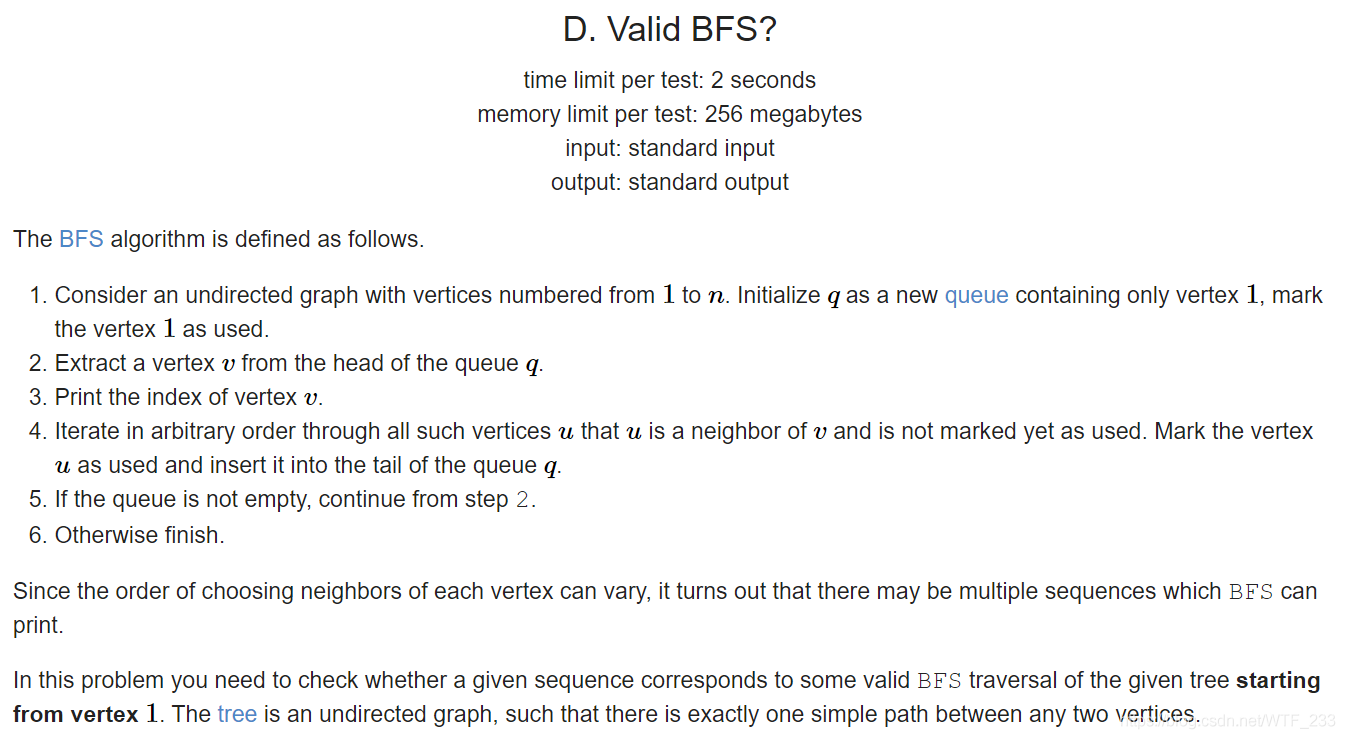 D. Valid BFS?
time limit per test: 2 seconds
memory limit per test: 256 megabytes
input: standard input
output: standard output
The BFS algorithm is defined as follows.
1. Consider an undirected graph with vertices numbered from 1 to n. Initialize q as a new queue containing only vertex 1, mark
the vertex 1 as used.
2. Extract a vertex v from the head of the queue q.
3. Print the index of vertex v.
4. Iterate in arbitrary order through all such vertices u that u is a neighbor of v and is not marked yet as used. Mark the vertex
u as used and insert it into the tail of the queue q.
5. If the queue is not empty, continue from step 2.
6. Otherwise finish.
Since the order of choosing neighbors of each vertex can vary, it turns out that there may be multiple sequences which BFS can
print.
In this problem you need to check whether a given sequence corresponds to some valid BFS traversal of the given tree starting
from vertex 1. The tree is an undirected graph, such that there is exactly one simple path between any two vertices.
https://blog.csdn.net/WTF_233